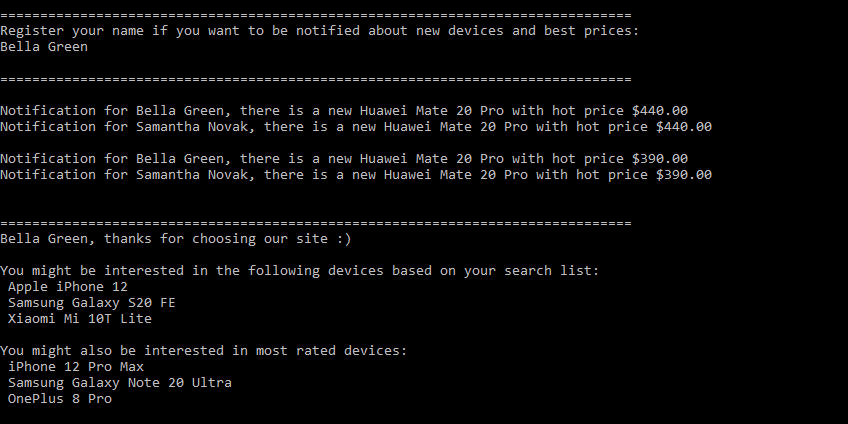 ===============================================================================
Register your name if you want to be notified about new devices and best prices:
Bella Green
===============================================================================
Notification for Bella Green, there is a new Huawei Mate 20 Pro with hot price $440.00
Notification for Samantha Novak, there is a new Huawei Mate 20 Pro with hot price $440.00
Notification for Bella Green, there is a new Huawei Mate 20 Pro with hot price $390.00
Notification for Samantha Novak, there is a new Huawei Mate 20 Pro with hot price $390.00
===============================================================================
Bella Green, thanks for choosing our site :)
You might be interested in the following devices based on your search list:
Apple iPhone 12
Samsung Galaxy S20 FE
Xiaomi Mi 10T Lite
You might also be interested in most rated devices:
iPhone 12 Pro Max
Samsung Galaxy Note 20 Ultra
OnePlus 8 Pro